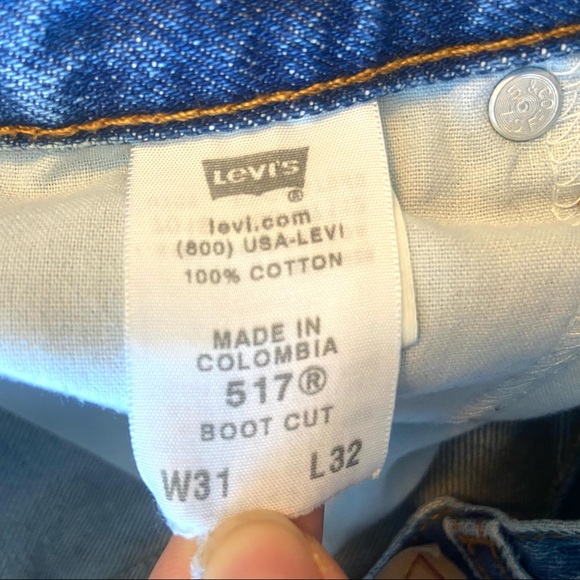 Levi's
®
levi.com
(800) USA-LEVI
100% COTTON
MADE IN
COLOMBIA
517®
BOOT CUT
W31 L32